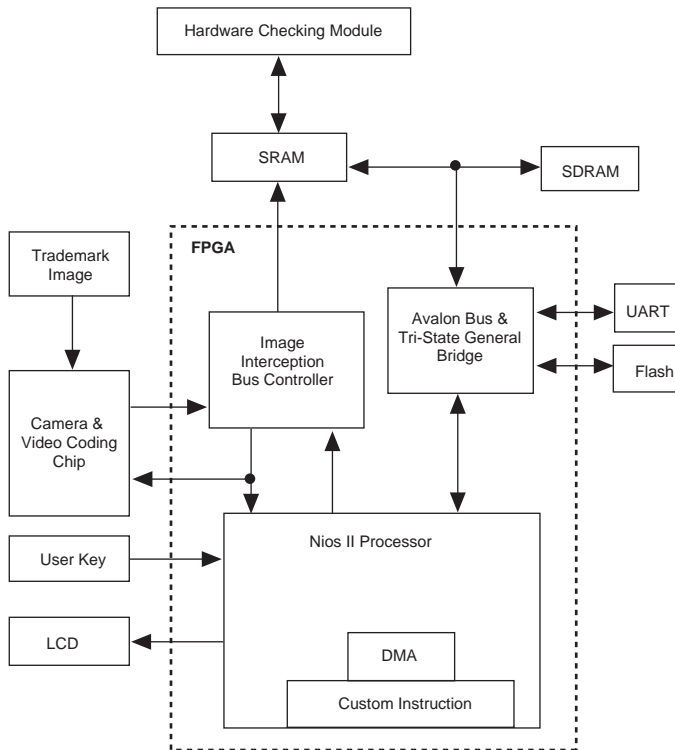 Hardware Checking Module
SRAM
SDRAM
FPGA
Trademark
Image
Image
Interception
Bus Controller
Avalon Bus &
Tri-State General
Bridge
UART
Flash
Camera &
Video Coding
Chip
Nios II Processor
User Key
LCD
DMA
Custom Instruction